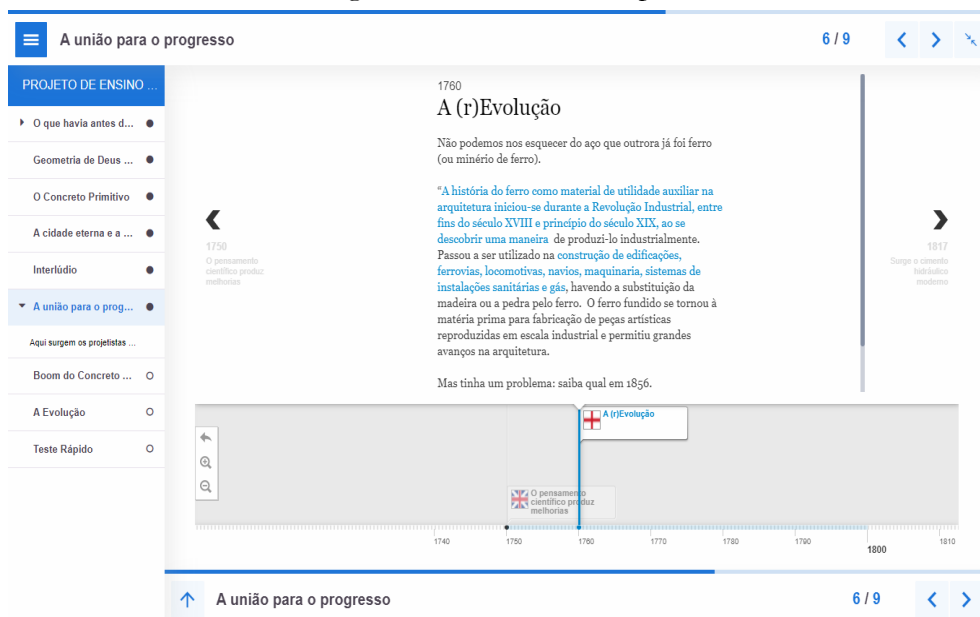 A união para o progresso
6 / 9
PROJETO DE ENSINO ...
O que havia antes d...
Geometria de Deus ...
O Concreto Primitivo
A cidade eterna e a ...
Interlúdio
A união para o prog...
Aqui surgem os projetistas ...
Boom do Concreto ...
A Evolução
Teste Rápido
1760
A (r)Evolução
Não podemos nos esquecer do aço que outrora já foi ferro
(ou minério de ferro).
“A história do ferro como material de utilidade auxiliar na
arquitetura iniciou-se durante a Revolução Industrial, entre
fins do século XVIII e princípio do século XIX, ao se
descobrir uma maneira de produzi-lo industrialmente.
Passou a ser utilizado na construção de edificações,
ferrovias, locomotivas, navios, maquinaria, sistemas de
instalações sanitárias e gás, havendo a substituição da
madeira ou a pedra pelo ferro. O ferro fundido se tornou à
matéria prima para fabricação de peças artísticas
reproduzidas em escala industrial e permitiu grandes
avanços na arquitetura.
Mas tinha um problema: saiba qual em 1856.
1750
O pensamento
científico produz
melhorias
1817
Surge o cimento
hidráulico
moderno
A (r)Evolução
O pensamento
científico produz
melhorias
1740
1750
1760
1770
1780
1790
1800
1810
A união para o progresso
6 / 9